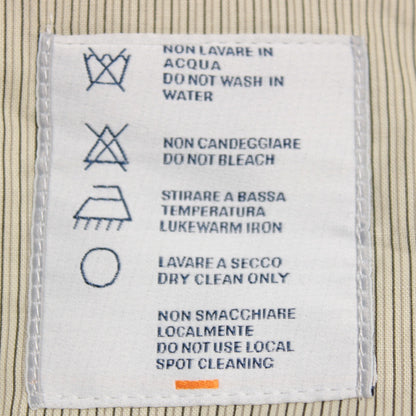 NON LAVARE IN
ACQUA
DO NOT WASH IN
WATER
NON CANDEGGIARE
DO NOT BLEACH
STIRARE A BASSA
TEMPERATURA
LUKEWARM IRON
LAVARE A SECCO
DRY CLEAN ONLY
NON SMACCHIARE
LOCALMENTE
DO NOT USE LOCAL
SPOT CLEANING